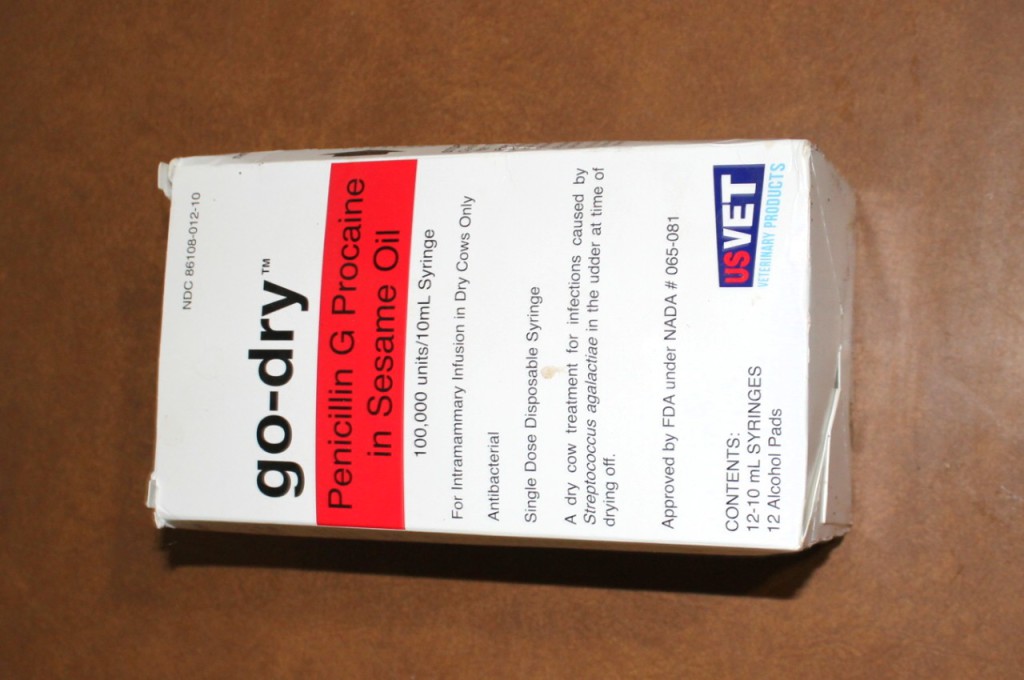 NDC 86108-012-10
go-dry™
Penicillin G Procaine
in Sesame Oil
100,000 units/10mL Syringe
For Intramammary Infusion in Dry Cows Only
Antibacterial
Single Dose Disposable Syringe
A dry cow treatment for infections caused by
Streptococcus agalactiae in the udder at time of
drying off.
Approved by FDA under NADA # 065-081
CONTENTS:
12-10 mL SYRINGES
12 Alcohol Pads
US VET
VETERINARY PRODUCTS